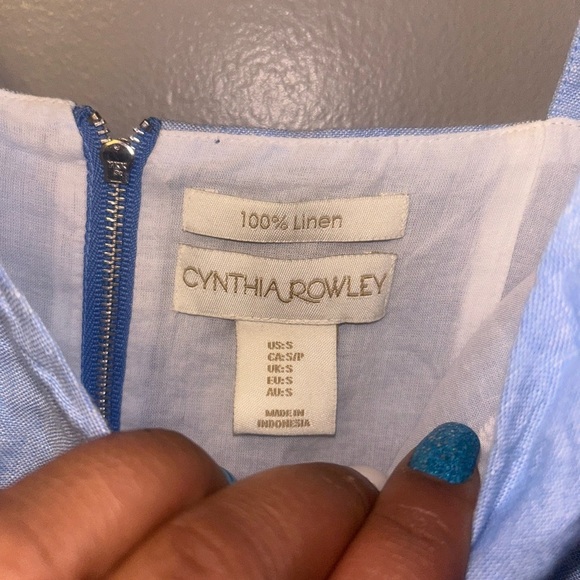 100% Linen
CYNTHIA ROWLEY
US:S
CA:S/P
UK:S
EU:S
AU:S
MADE IN
INDONESIA